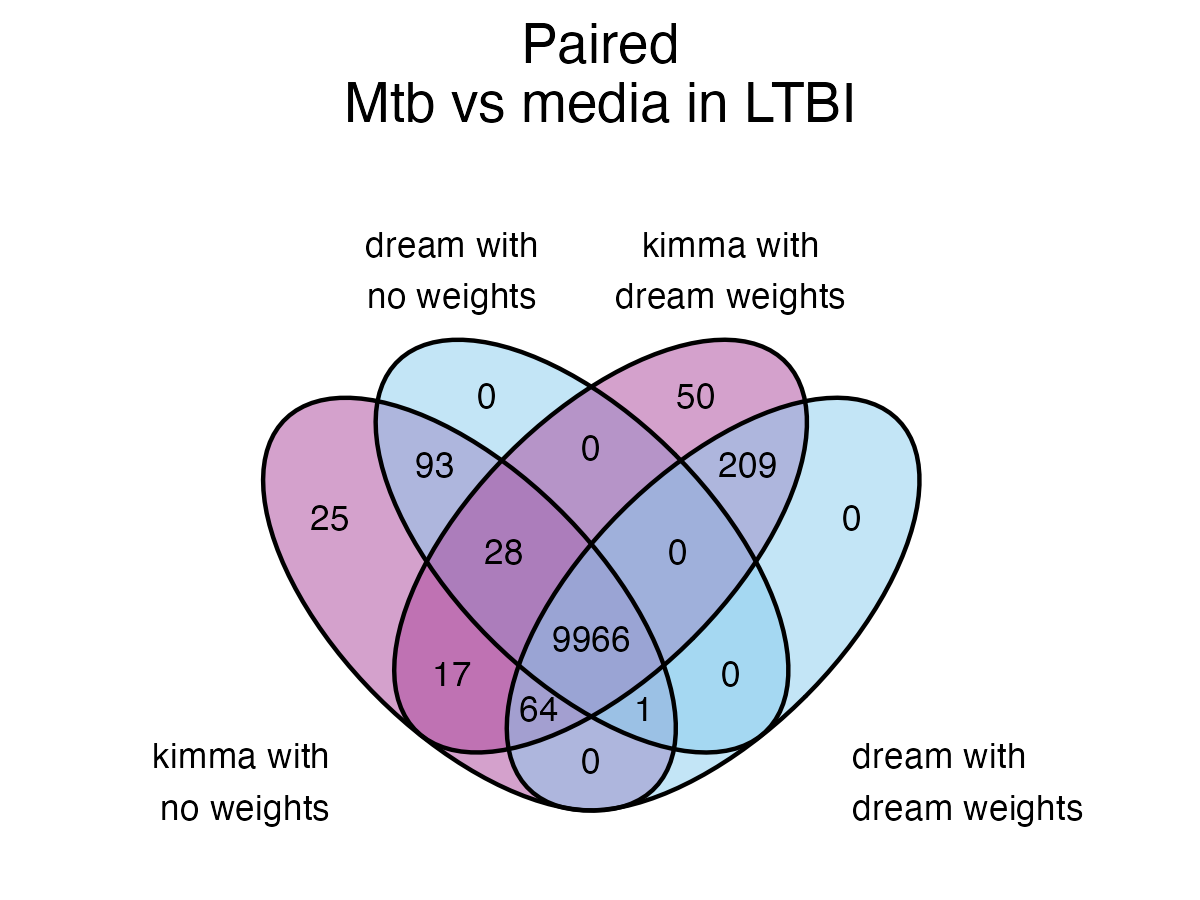 Paired
Mtb vs media in LTBI
dream with
no weights
kimma with
dream weights
0
50
0
93
209
25
0
28
0
9966
17
0
64
1
0
kimma with
no weights
dream with
dream weights